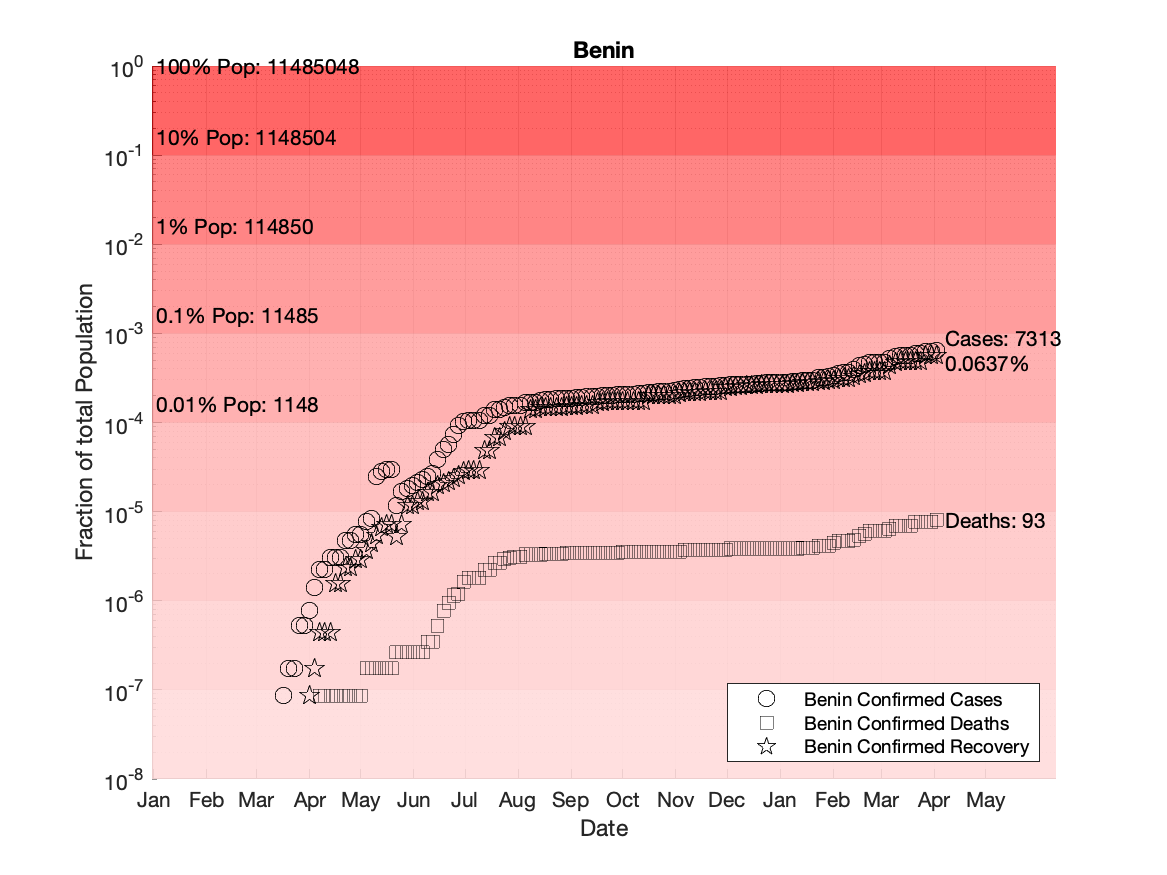 Benin
10^0
100% Pop: 11485048
10% Pop: 1148504
10^-1
1% Pop: 114850
10^-2
0.1% Pop: 11485
10^-3
Cases: 7313
0.0637%
0.01% Pop: 1148
10^-4
10^-5
Deaths: 93
10^-6
10^-7
10^-8
Fraction of total Population
Benin Confirmed Cases
Benin Confirmed Deaths
Benin Confirmed Recovery
Jan Feb Mar Apr May Jun Jul Aug Sep Oct Nov Dec Jan Feb Mar Apr May
Date